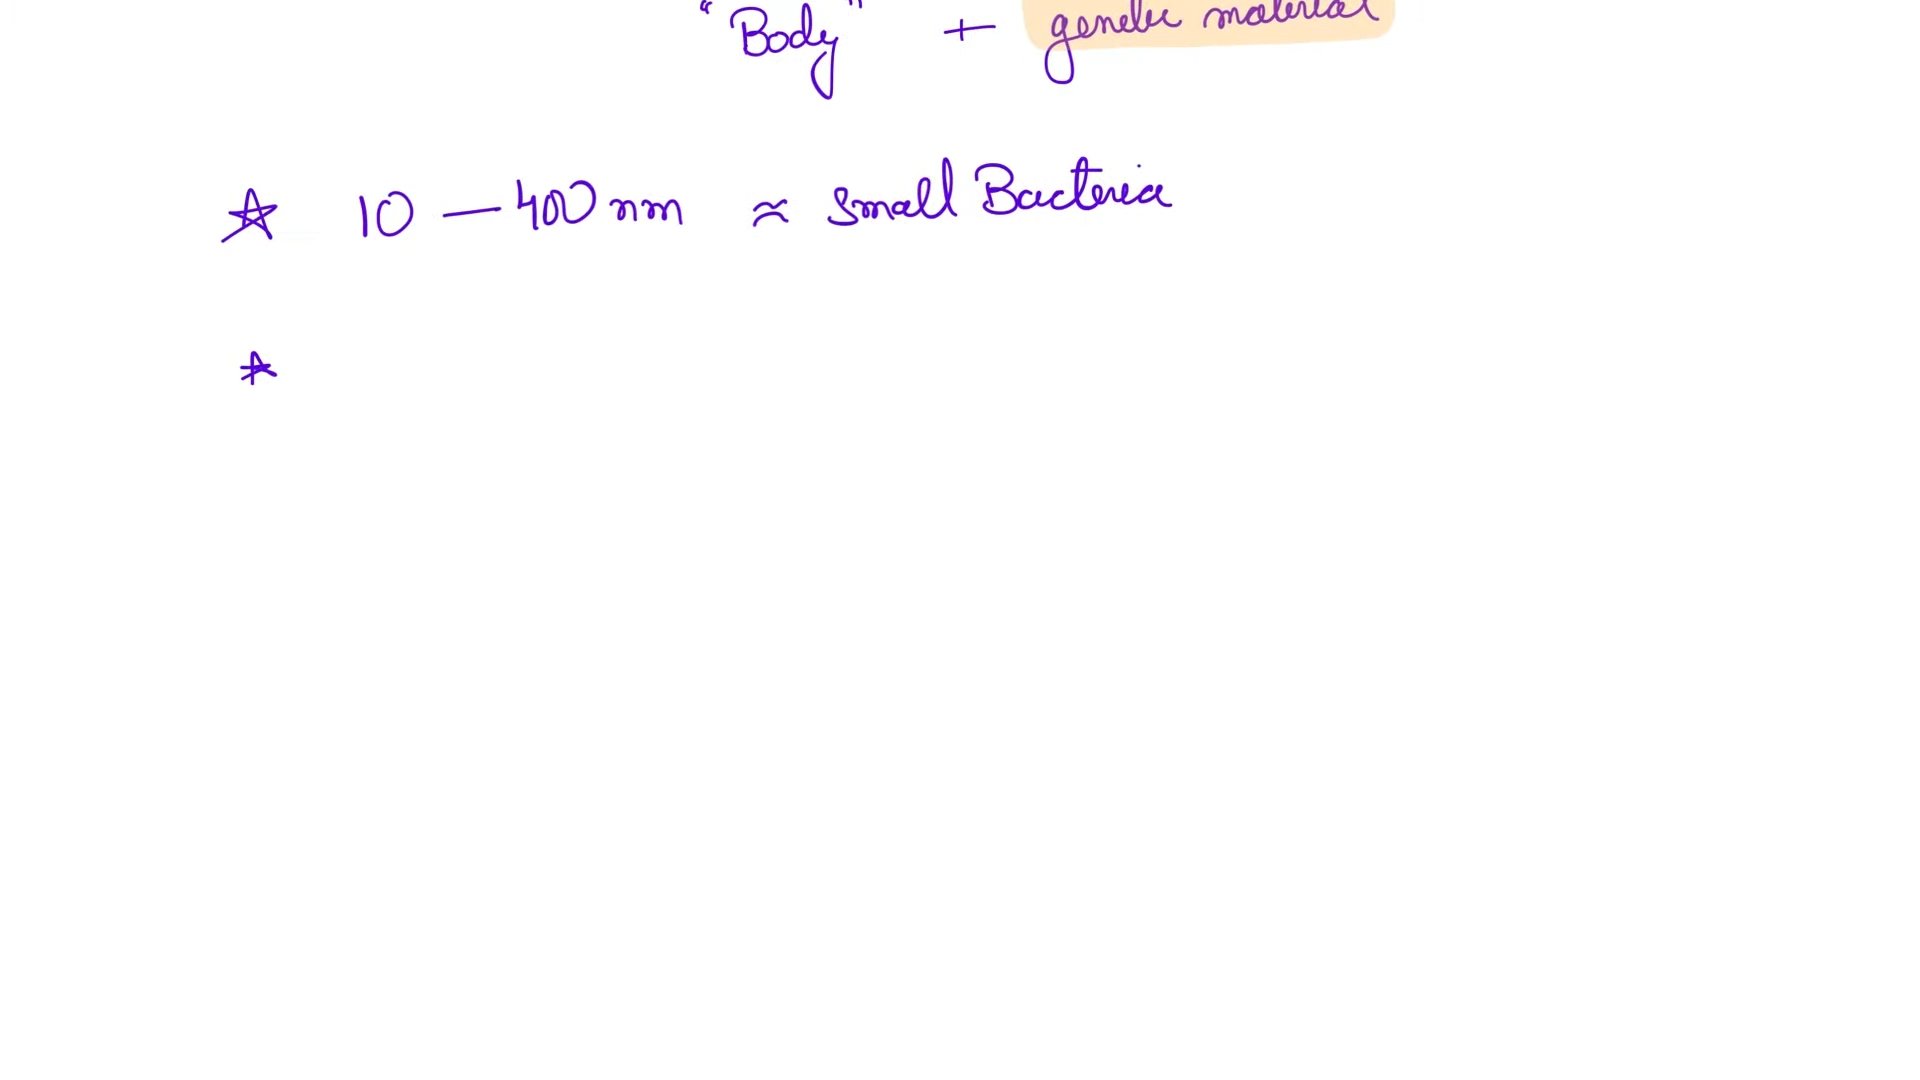 "Body" + genetic material
☆ 10 — 400 nm ≈ Small Bacteria
☆